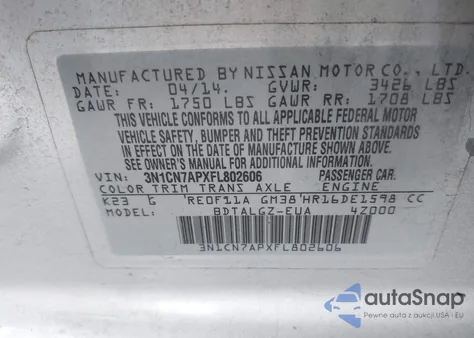 MANUFACTURED BY NISSAN MOTOR CO., LTD.
DATE: 04/14. GVWR: 3426 LBS
GAWR FR: 1750 LBS GAWR RR: 1708 LBS
THIS VEHICLE CONFORMS TO ALL APPLICABLE FEDERAL MOTOR
VEHICLE SAFETY, BUMPER AND THEFT PREVENTION STANDARDS
IN EFFECT ON THE DATE OF MANUFACTURE SHOWN ABOVE.
SEE OWNER'S MANUAL FOR MORE INFORMATION.
VIN: 3N1CN7APXFL802606 PASSENGER CAR.
COLOR TRIM TRANS AXLE ENGINE
K23 G RE0F11A GM38 HR16DE1598 CC
MODEL: BDTALGZ-EUA 4Z000
3N1CN7APXFL802606
autoSnap
Pewne auta z aukcji USA - EU